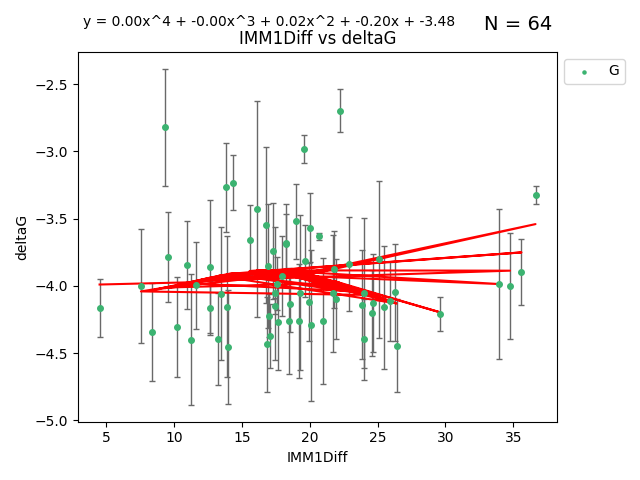 y = 0.00x^4 + -0.00x^3 + 0.02x^2 + -0.20x + -3.48
N = 64
IMM1Diff vs deltaG
G
deltaG
−2.5
−3.0
−3.5
−4.0
−4.5
−5.0
5 10 15 20 25 30 35
IMM1Diff